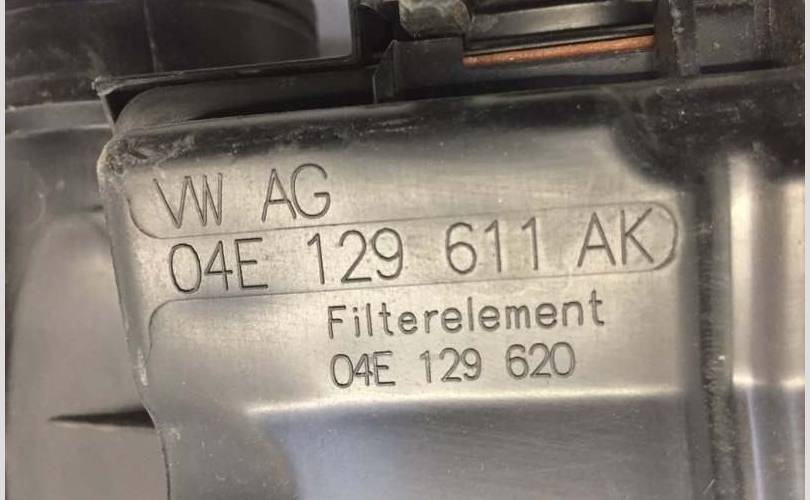 VW AG
04E 129 611 AK
Filterelement
04E 129 620